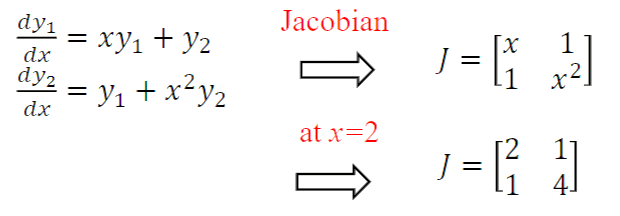 dy₁/dx = xy₁ + y₂
dy₂/dx = y₁ + x²y₂
Jacobian
J = [x 1
1 x²]
at x=2
J = [2 1
1 4]